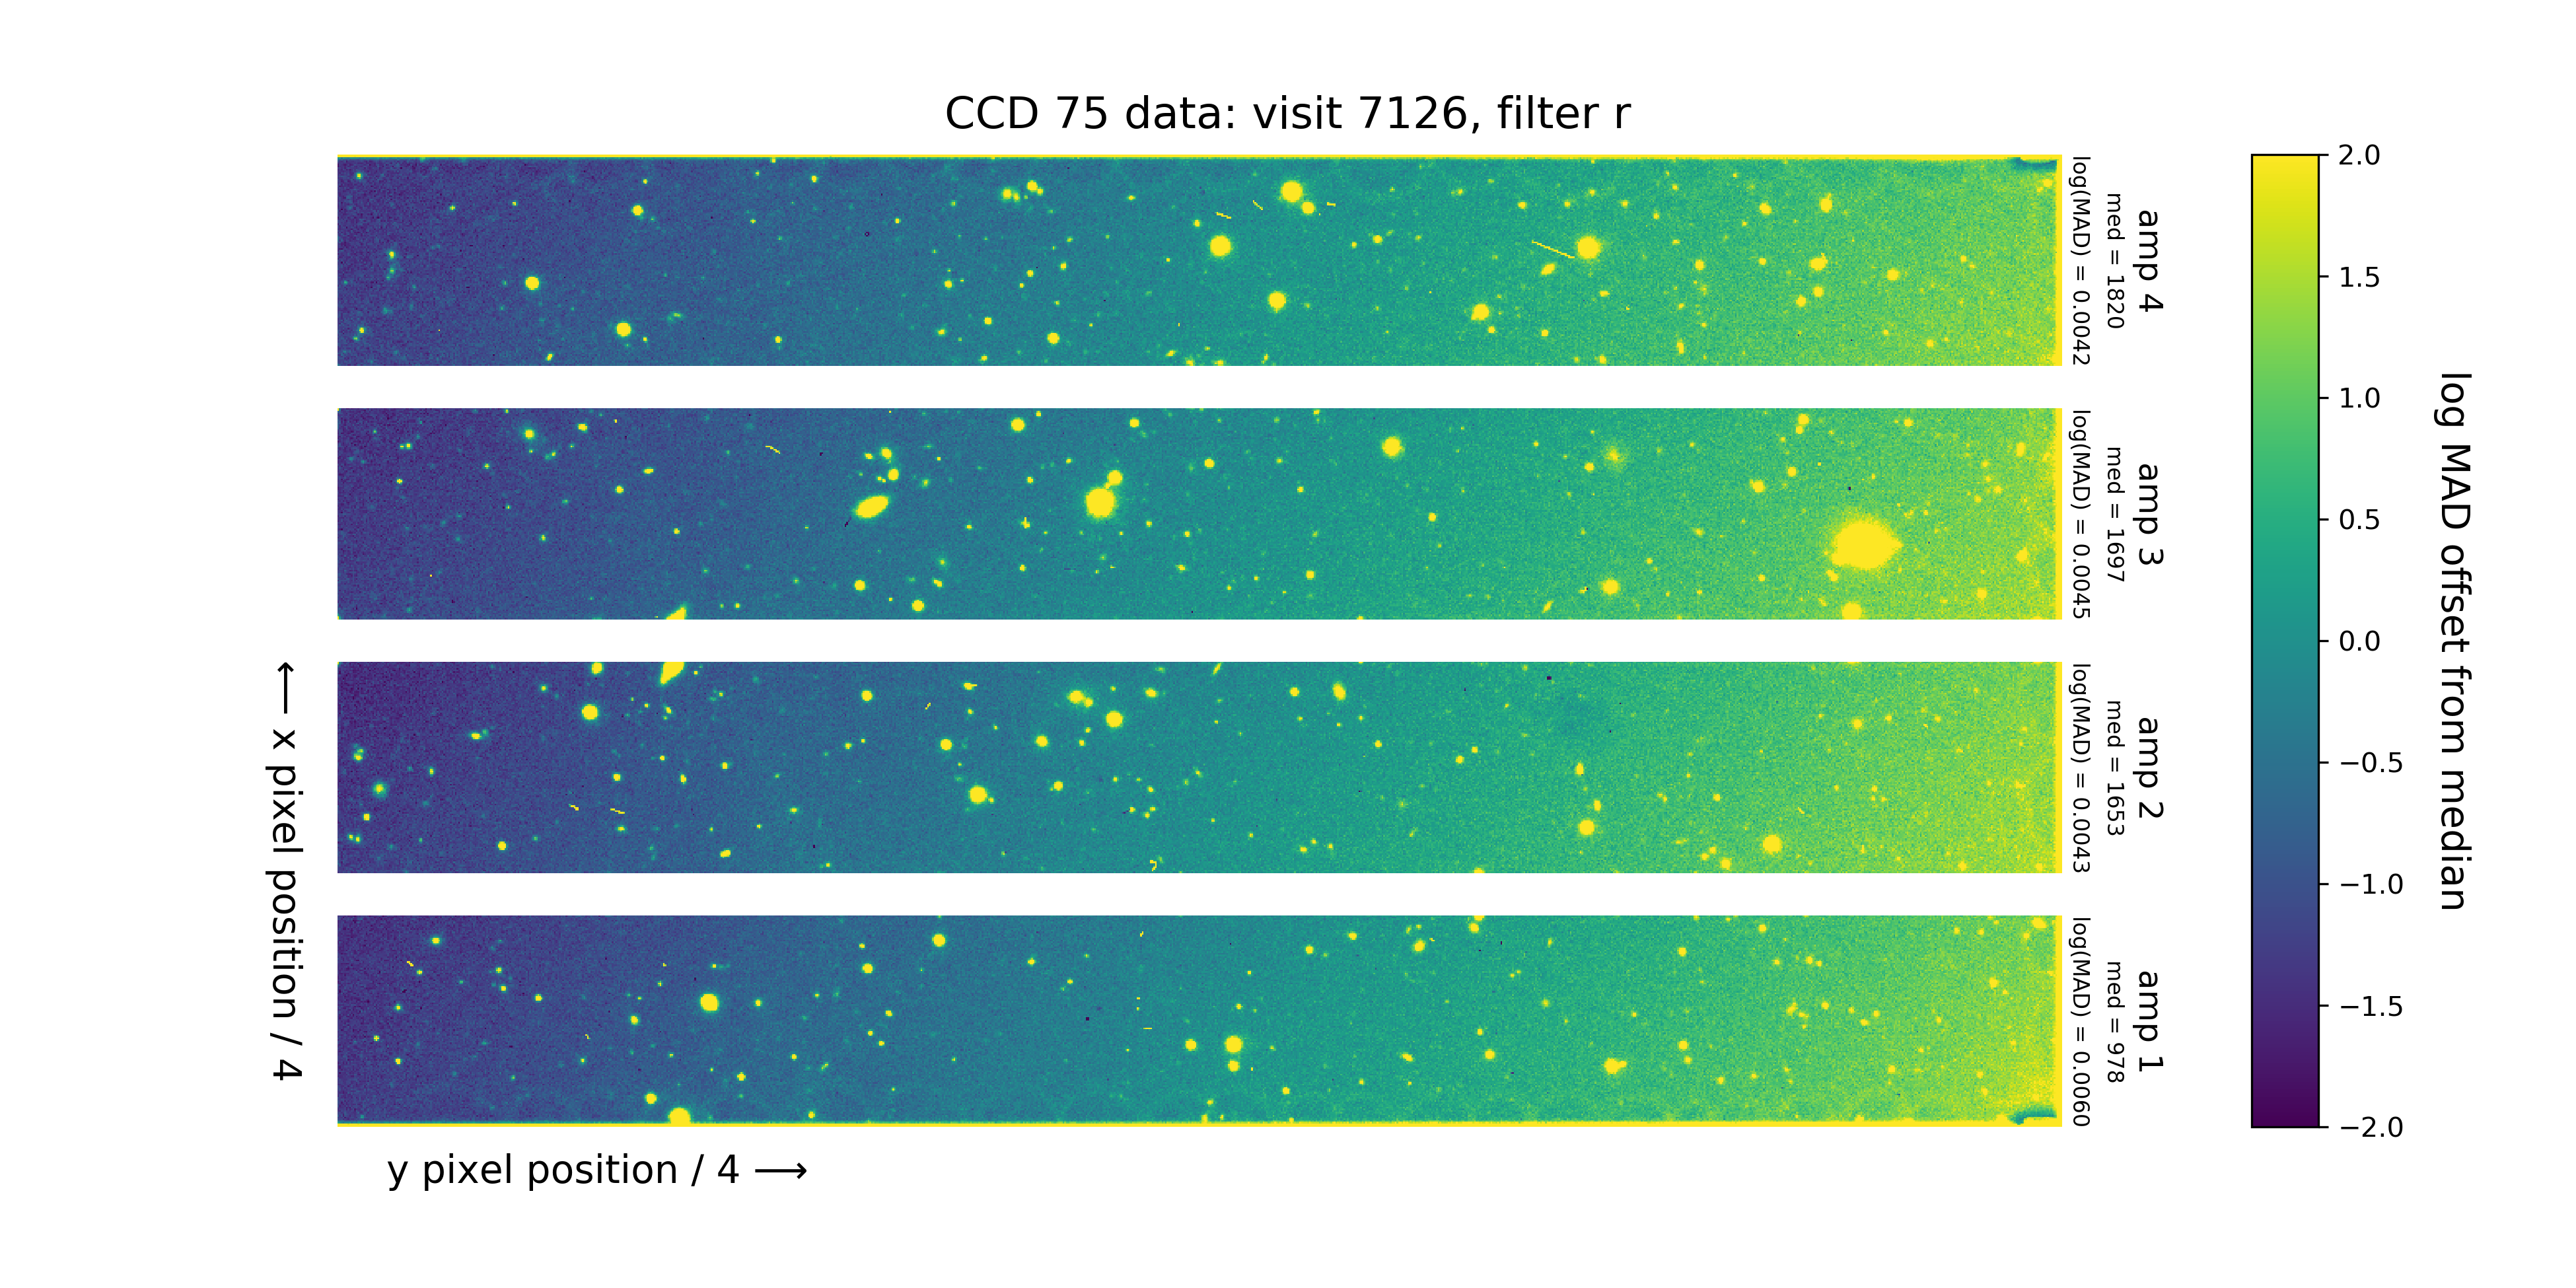 CCD 75 data: visit 7126, filter r
amp 4
med = 1820
log(MAD) = 0.0042
amp 3
med = 1697
log(MAD) = 0.0045
amp 2
med = 1653
log(MAD) = 0.0043
amp 1
med = 978
log(MAD) = 0.0060
⟵ x pixel position / 4
y pixel position / 4 ⟶
2.0
1.5
1.0
0.5
0.0
−0.5
−1.0
−1.5
−2.0
log MAD offset from median